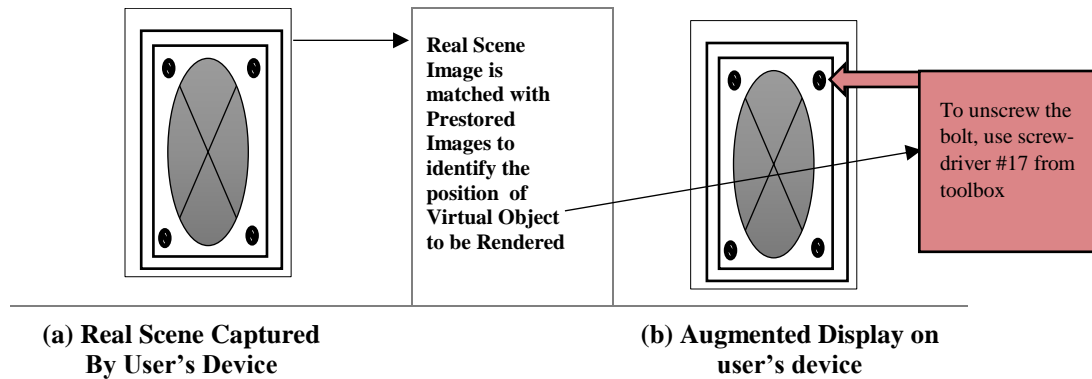 Real Scene
Image is
matched with
Prestored
Images to
identify the
position of
Virtual Object
to be Rendered
To unscrew the
bolt, use screw-
driver #17 from
toolbox
(a) Real Scene Captured
By User's Device
(b) Augmented Display on
user's device